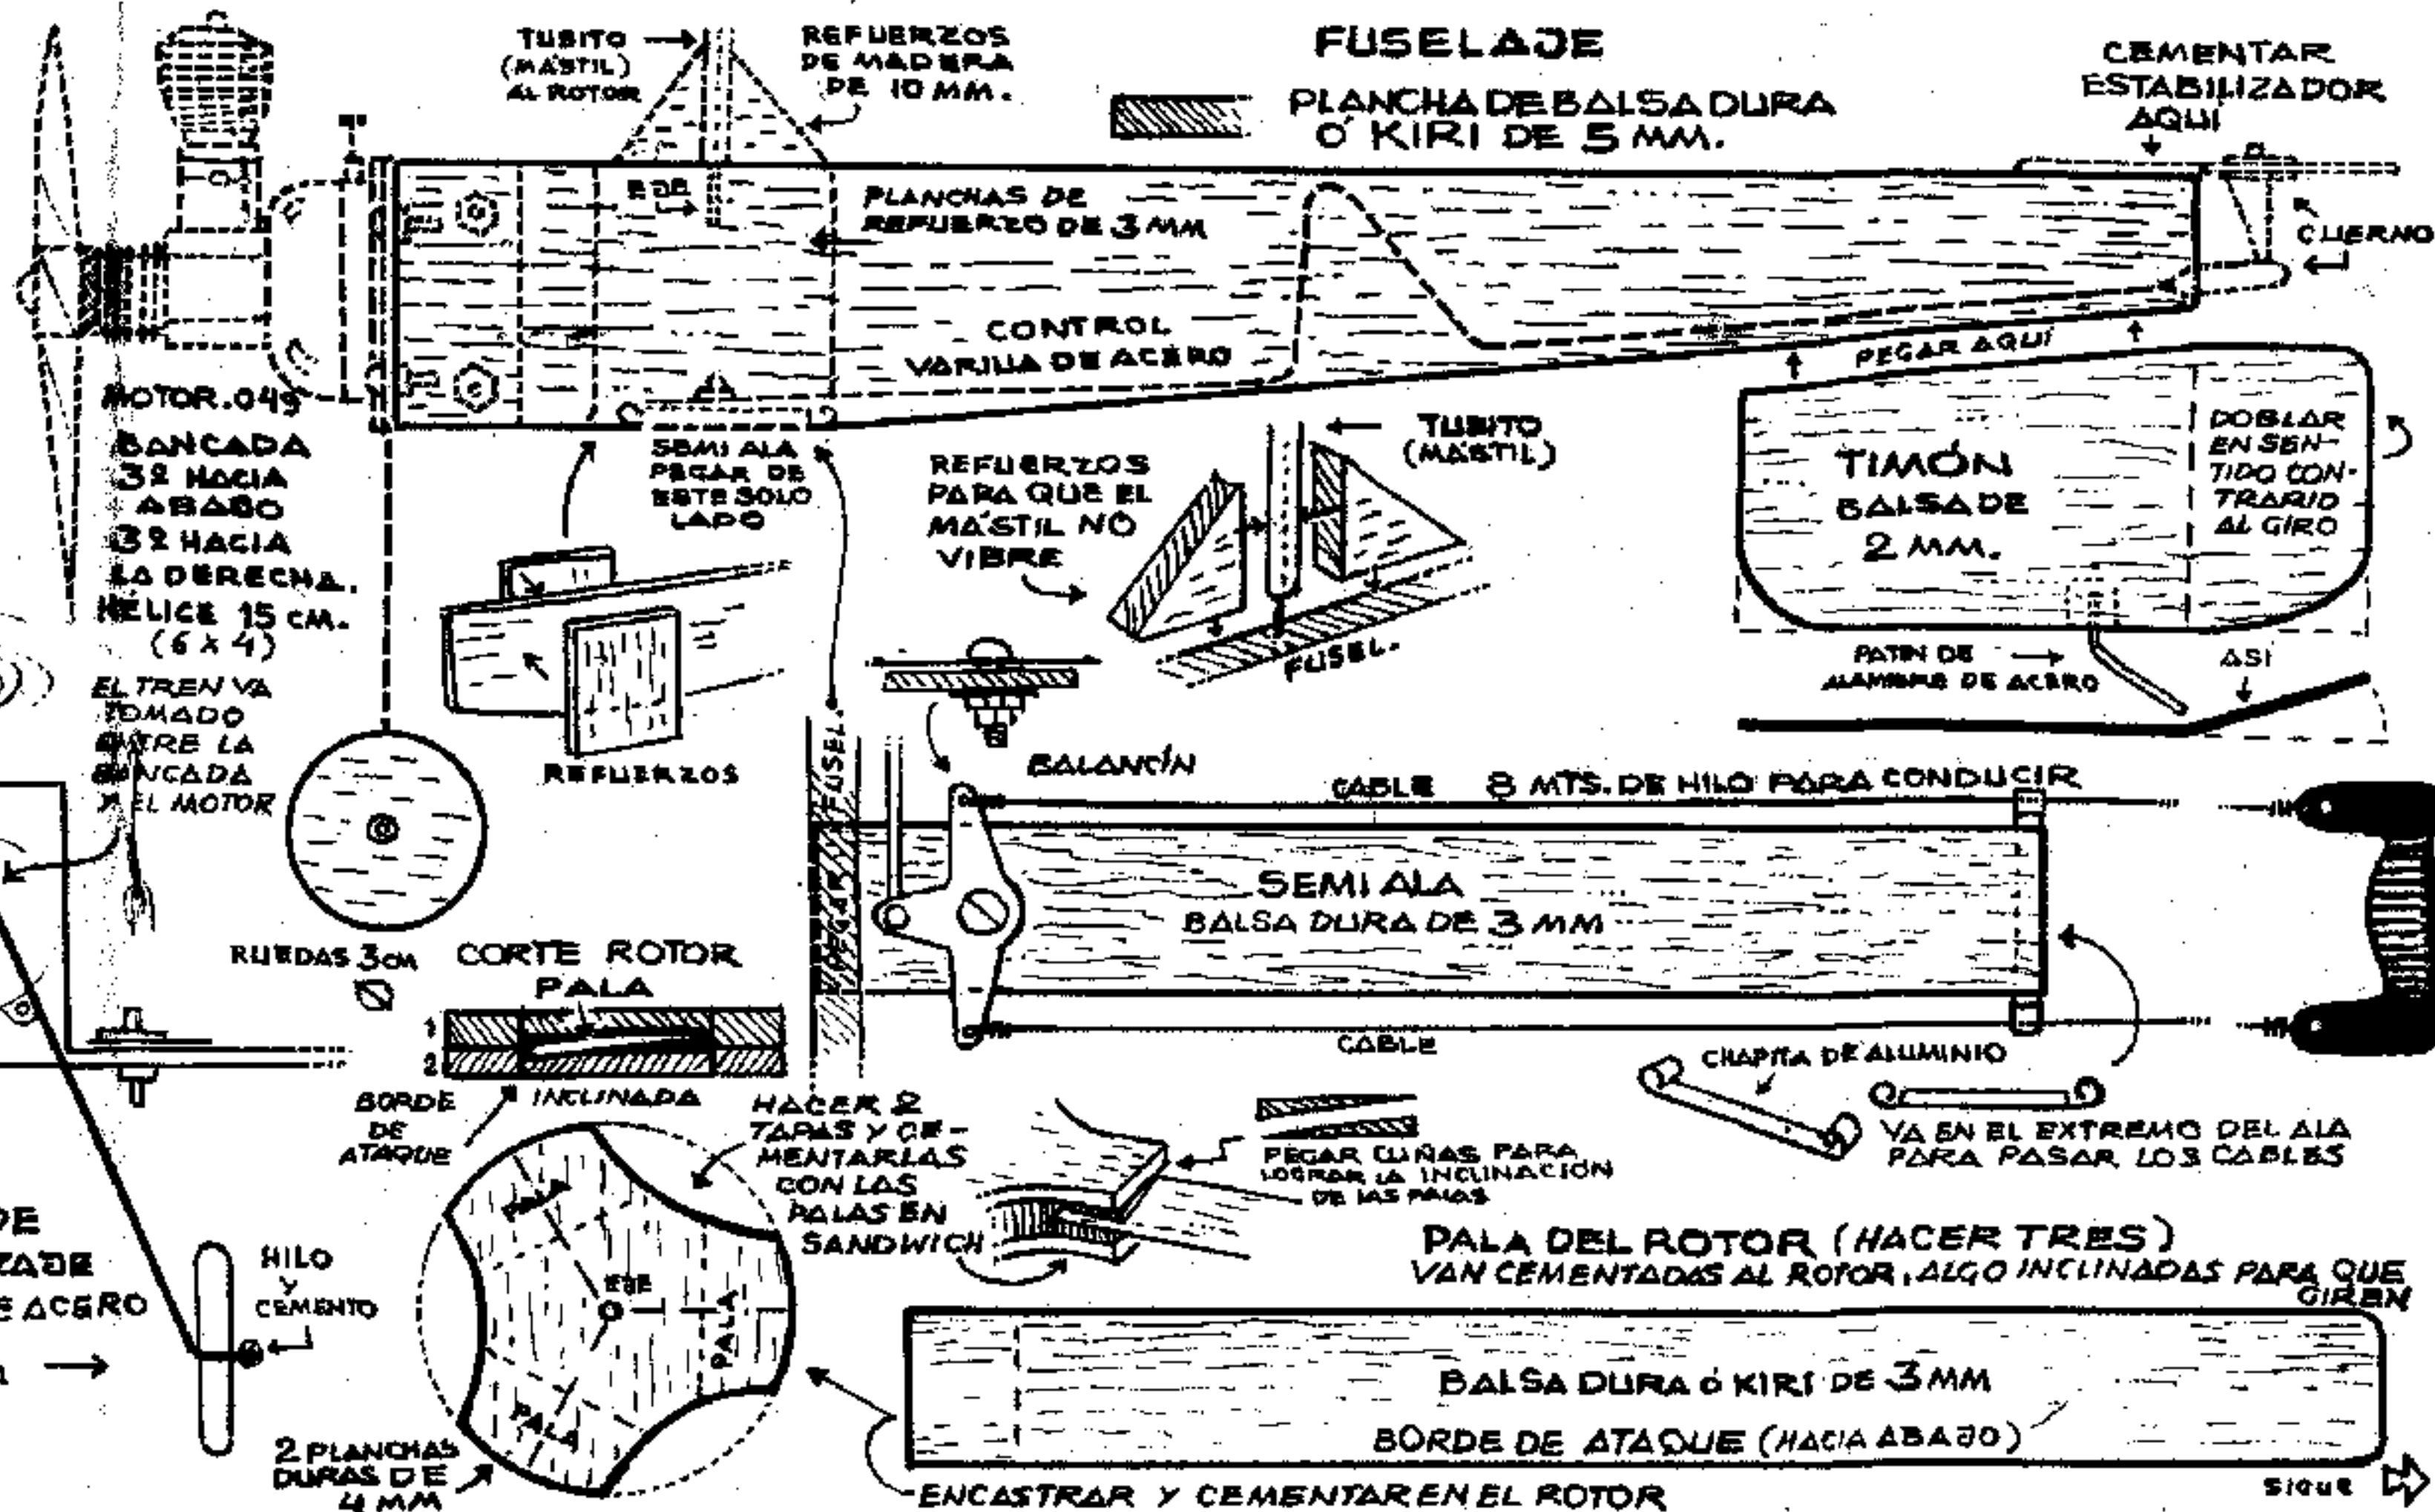 TUBITO
(MÁSTIL)
AL ROTOR
REFUERZOS
DE MADERA
DE 10 MM.
FUSELAJE
PLANCHA DE BALSA DURA
Ó KIRI DE 5 MM.
CEMENTAR
ESTABILIZADOR
AQUÍ
EJE
PLANCHAS DE
REFUERZO DE 3 MM
CUERNO
CONTROL
VARILLA DE ACERO
PEGAR AQUÍ
MOTOR .049
BANCADA
3º HACIA
ABAJO
3º HACIA
LA DERECHA.
HÉLICE 15 CM.
(6 x 4)
EL TREN VA
TOMADO
ENTRE LA
BANCADA
Y EL MOTOR
SEMI ALA
PEGAR DE
ESTE SOLO
LADO
REFUERZOS
PARA QUE EL
MÁSTIL NO
VIBRE
TUBITO
(MÁSTIL)
FUSEL.
TIMÓN
BALSA DE
2 MM.
DOBLAR
EN SEN-
TIDO CON-
TRARIO
AL GIRO
PATIN DE
ALAMBRE DE ACERO
ASI
REFUERZOS
FUSEL.
PEGAR
BALANCÍN
CABLE 8 MTS. DE HILO PARA CONDUCIR
SEMI ALA
BALSA DURA DE 3 MM
CABLE
RUEDAS 3 CM
CORTE ROTOR
PALA
1
2
BORDE
DE
ATAQUE
INCLINADA
HACER 2
TAPAS Y CE-
MENTARLAS
CON LAS
PALAS EN
SANDWICH
PEGAR CUÑAS PARA
LOGRAR LA INCLINACIÓN
DE LAS PALAS
CHAPITA DE ALUMINIO
VA EN EL EXTREMO DEL ALA
PARA PASAR LOS CABLES
DE
E ACERO
HILO
Y
CEMENTO
PALA
EJE
PALA
PALA
2 PLANCHAS
DURAS DE
4 MM
PALA DEL ROTOR (HACER TRES)
VAN CEMENTADAS AL ROTOR, ALGO INCLINADAS PARA QUE
GIREN
BALSA DURA Ó KIRI DE 3 MM
BORDE DE ATAQUE (HACIA ABAJO)
ENCASTRAR Y CEMENTAR EN EL ROTOR
SIGUE